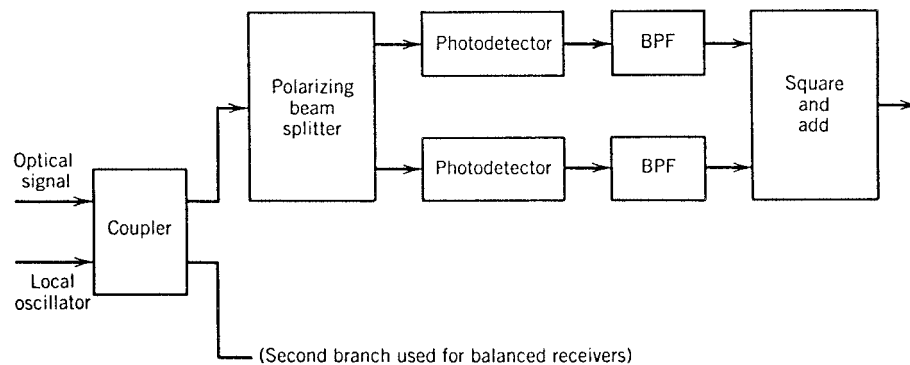 Optical
signal
Local
oscillator
Coupler
Polarizing
beam
splitter
Photodetector
BPF
Photodetector
BPF
Square
and
add
(Second branch used for balanced receivers)